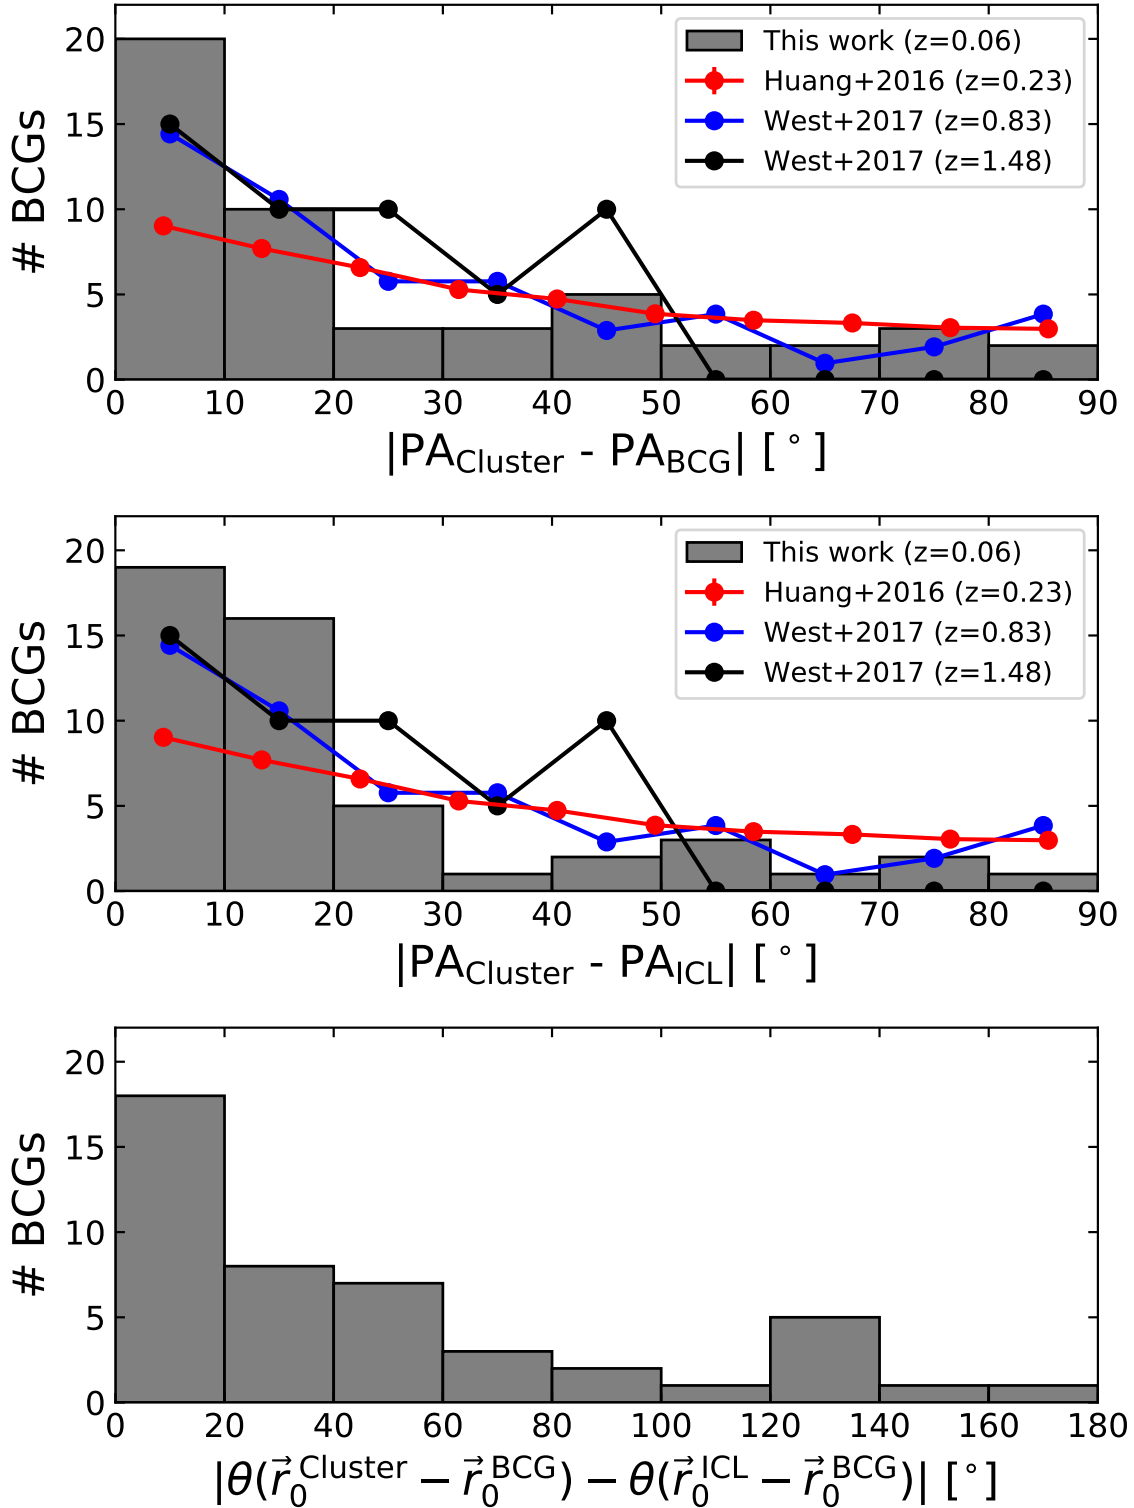 20
15
10
5
0
# BCGs
This work (z=0.06)
Huang+2016 (z=0.23)
West+2017 (z=0.83)
West+2017 (z=1.48)
0 10 20 30 40 50 60 70 80 90
|PA_Cluster - PA_BCG| [°]
20
15
10
5
0
# BCGs
This work (z=0.06)
Huang+2016 (z=0.23)
West+2017 (z=0.83)
West+2017 (z=1.48)
0 10 20 30 40 50 60 70 80 90
|PA_Cluster - PA_ICL| [°]
20
15
10
5
0
# BCGs
0 20 40 60 80 100 120 140 160 180
|θ(r⃗_0^Cluster − r⃗_0^BCG) − θ(r⃗_0^ICL − r⃗_0^BCG)| [°]